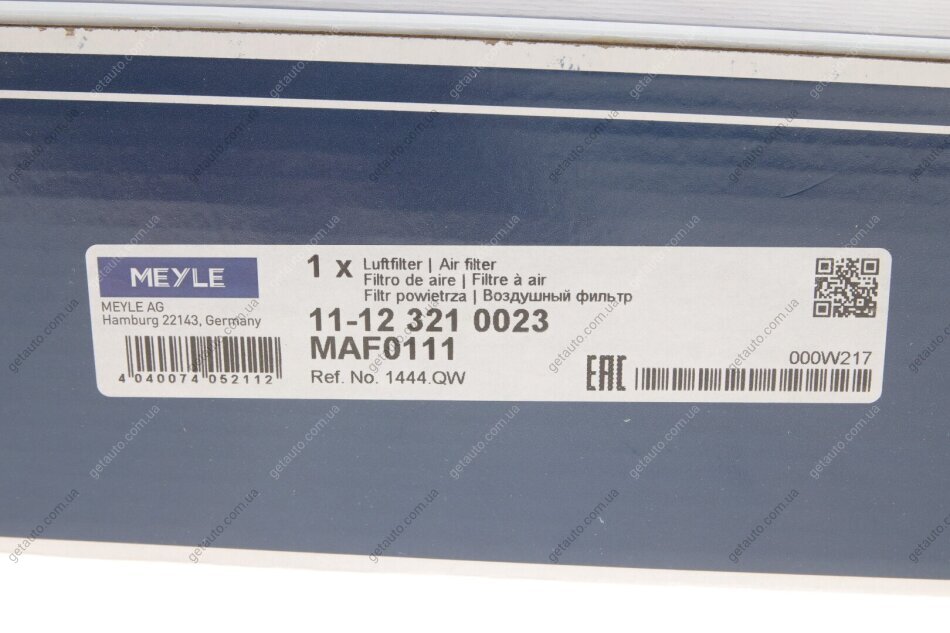 MEYLE
MEYLE AG
Hamburg 22143, Germany
4 040074 052112
1 x Luftfilter | Air filter
Filtro de aire | Filtre à air
Filtr powietrza | Воздушный фильтр
11-12 321 0023
MAF0111
Ref. No. 1444.QW
EAC
000W217
getauto.com.ua